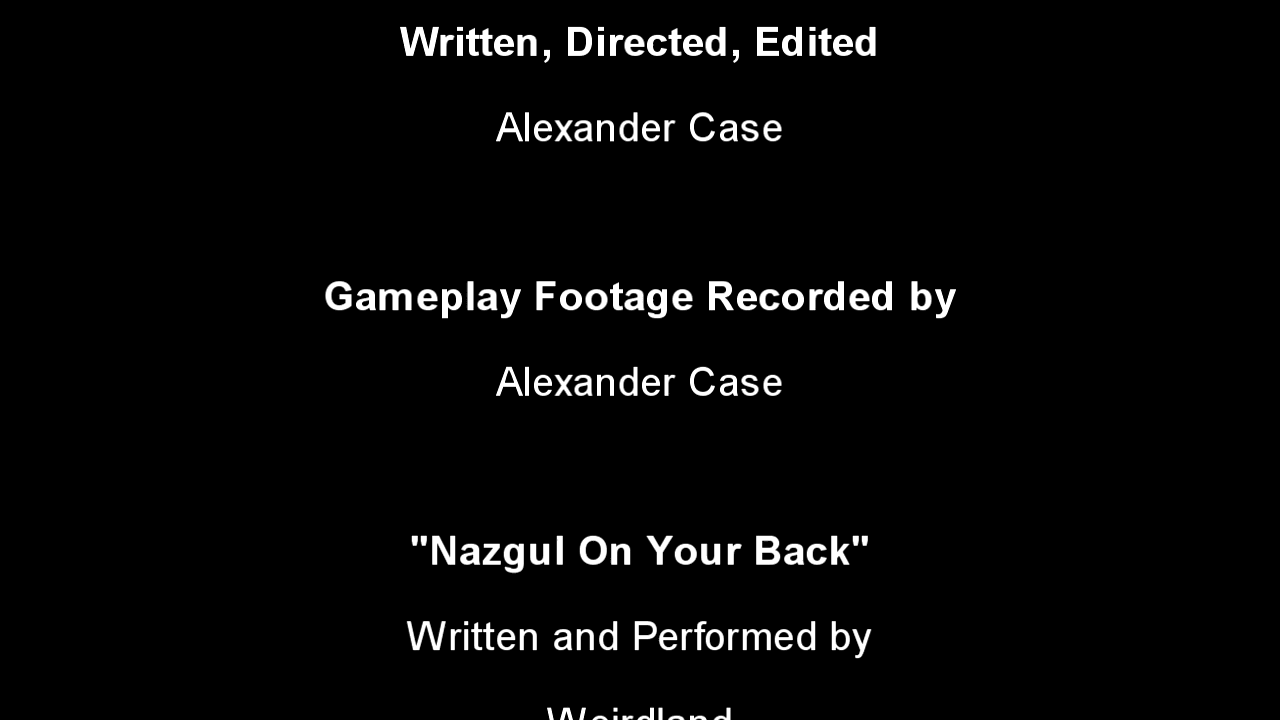 Written, Directed, Edited
Alexander Case
Gameplay Footage Recorded by
Alexander Case
"Nazgul On Your Back"
Written and Performed by
Weirdland